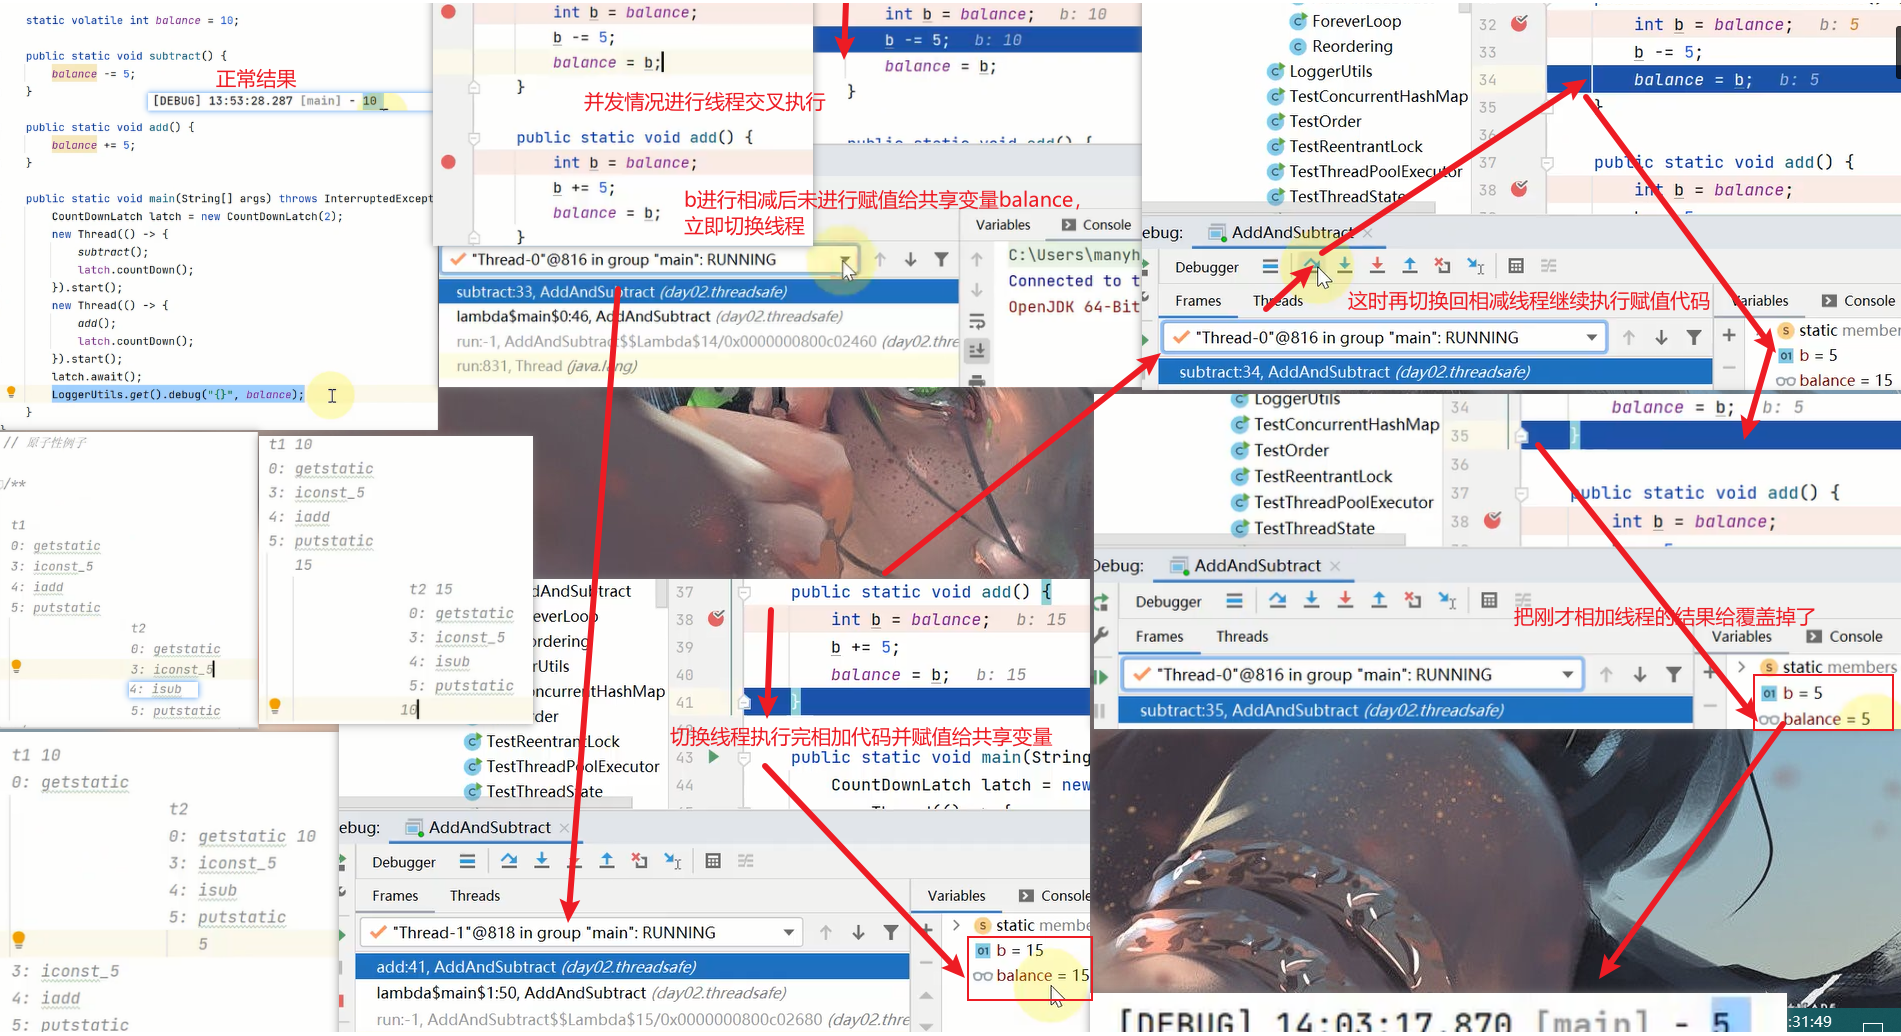 static volatile int balance = 10;
public static void subtract() {
balance -= 5;
}
正常结果
[DEBUG] 13:53:28.287 [main] - 10
public static void add() {
balance += 5;
}
public static void main(String[] args) throws InterruptedExcept
CountDownLatch latch = new CountDownLatch(2);
new Thread(() -> {
subtract();
latch.countDown();
}).start();
new Thread(() -> {
add();
latch.countDown();
}).start();
latch.await();
LoggerUtils.get().debug("{}", balance);
}
int b = balance;
b -= 5;
balance = b;
}
并发情况进行线程交叉执行
public static void add() {
int b = balance;
b += 5;
balance = b;
}
int b = balance; b: 10
b -= 5; b: 10
balance = b;
}
b进行相减后未进行赋值给共享变量balance，
立即切换线程
Variables
Console
"Thread-0"@816 in group "main": RUNNING
subtract:33, AddAndSubtract (day02.threadsafe)
lambda$main$0:46, AddAndSubtract (day02.threadsafe)
run:-1, AddAndSubtract$$Lambda$14/0x0000000800c02460 (day02.thre
run:831, Thread (java.lang)
C:\Users\manyh
Connected to t
OpenJDK 64-Bit
ForeverLoop
Reordering
LoggerUtils
TestConcurrentHashMap
TestOrder
TestReentrantLock
TestThreadPoolExecutor
TestThreadState
32 int b = balance; b: 5
33 b -= 5;
34 balance = b; b: 5
35 }
36
37 public static void add() {
38 int b = balance;
ebug: AddAndSubtract
Debugger
Frames
Threads
这时再切换回相减线程继续执行赋值代码
Variables
Console
"Thread-0"@816 in group "main": RUNNING
subtract:34, AddAndSubtract (day02.threadsafe)
static member
b = 5
balance = 15
LoggerUtils
TestConcurrentHashMap
TestOrder
TestReentrantLock
TestThreadPoolExecutor
TestThreadState
34 balance = b; b: 5
35 }
36
37 public static void add() {
38 int b = balance;
Debug: AddAndSubtract
Debugger
把刚才相加线程的结果给覆盖掉了
Frames
Threads
Variables
Console
"Thread-0"@816 in group "main": RUNNING
subtract:35, AddAndSubtract (day02.threadsafe)
static members
b = 5
balance = 5
// 原子性例子
/**
t1
0: getstatic
3: iconst_5
4: iadd
5: putstatic
t2
0: getstatic
3: iconst_5
4: isub
5: putstatic
t1 10
0: getstatic
3: iconst_5
4: iadd
5: putstatic
15
t2 15
0: getstatic
3: iconst_5
4: isub
5: putstatic
10
t1 10
0: getstatic
t2
0: getstatic 10
3: iconst_5
4: isub
5: putstatic
5
3: iconst_5
4: iadd
5: putstatic
dAndSubtract
everLoop
ordering
rUtils
oncurrentHashMap
rder
TestReentrantLock
TestThreadPoolExecutor
TestThreadState
37 public static void add() {
38 int b = balance; b: 15
39 b += 5;
40 balance = b; b: 15
41 }
切换线程执行完相加代码并赋值给共享变量
43 public static void main(String
44 CountDownLatch latch = new
ebug: AddAndSubtract
Debugger
Frames
Threads
Variables
Console
"Thread-1"@818 in group "main": RUNNING
add:41, AddAndSubtract (day02.threadsafe)
lambda$main$1:50, AddAndSubtract (day02.threadsafe)
run:-1, AddAndSubtract$$Lambda$15/0x0000000800c02680 (day02.thre
static membe
b = 15
balance = 15
[DEBUG] 14:03:17.870 [main] - 5
:31:49